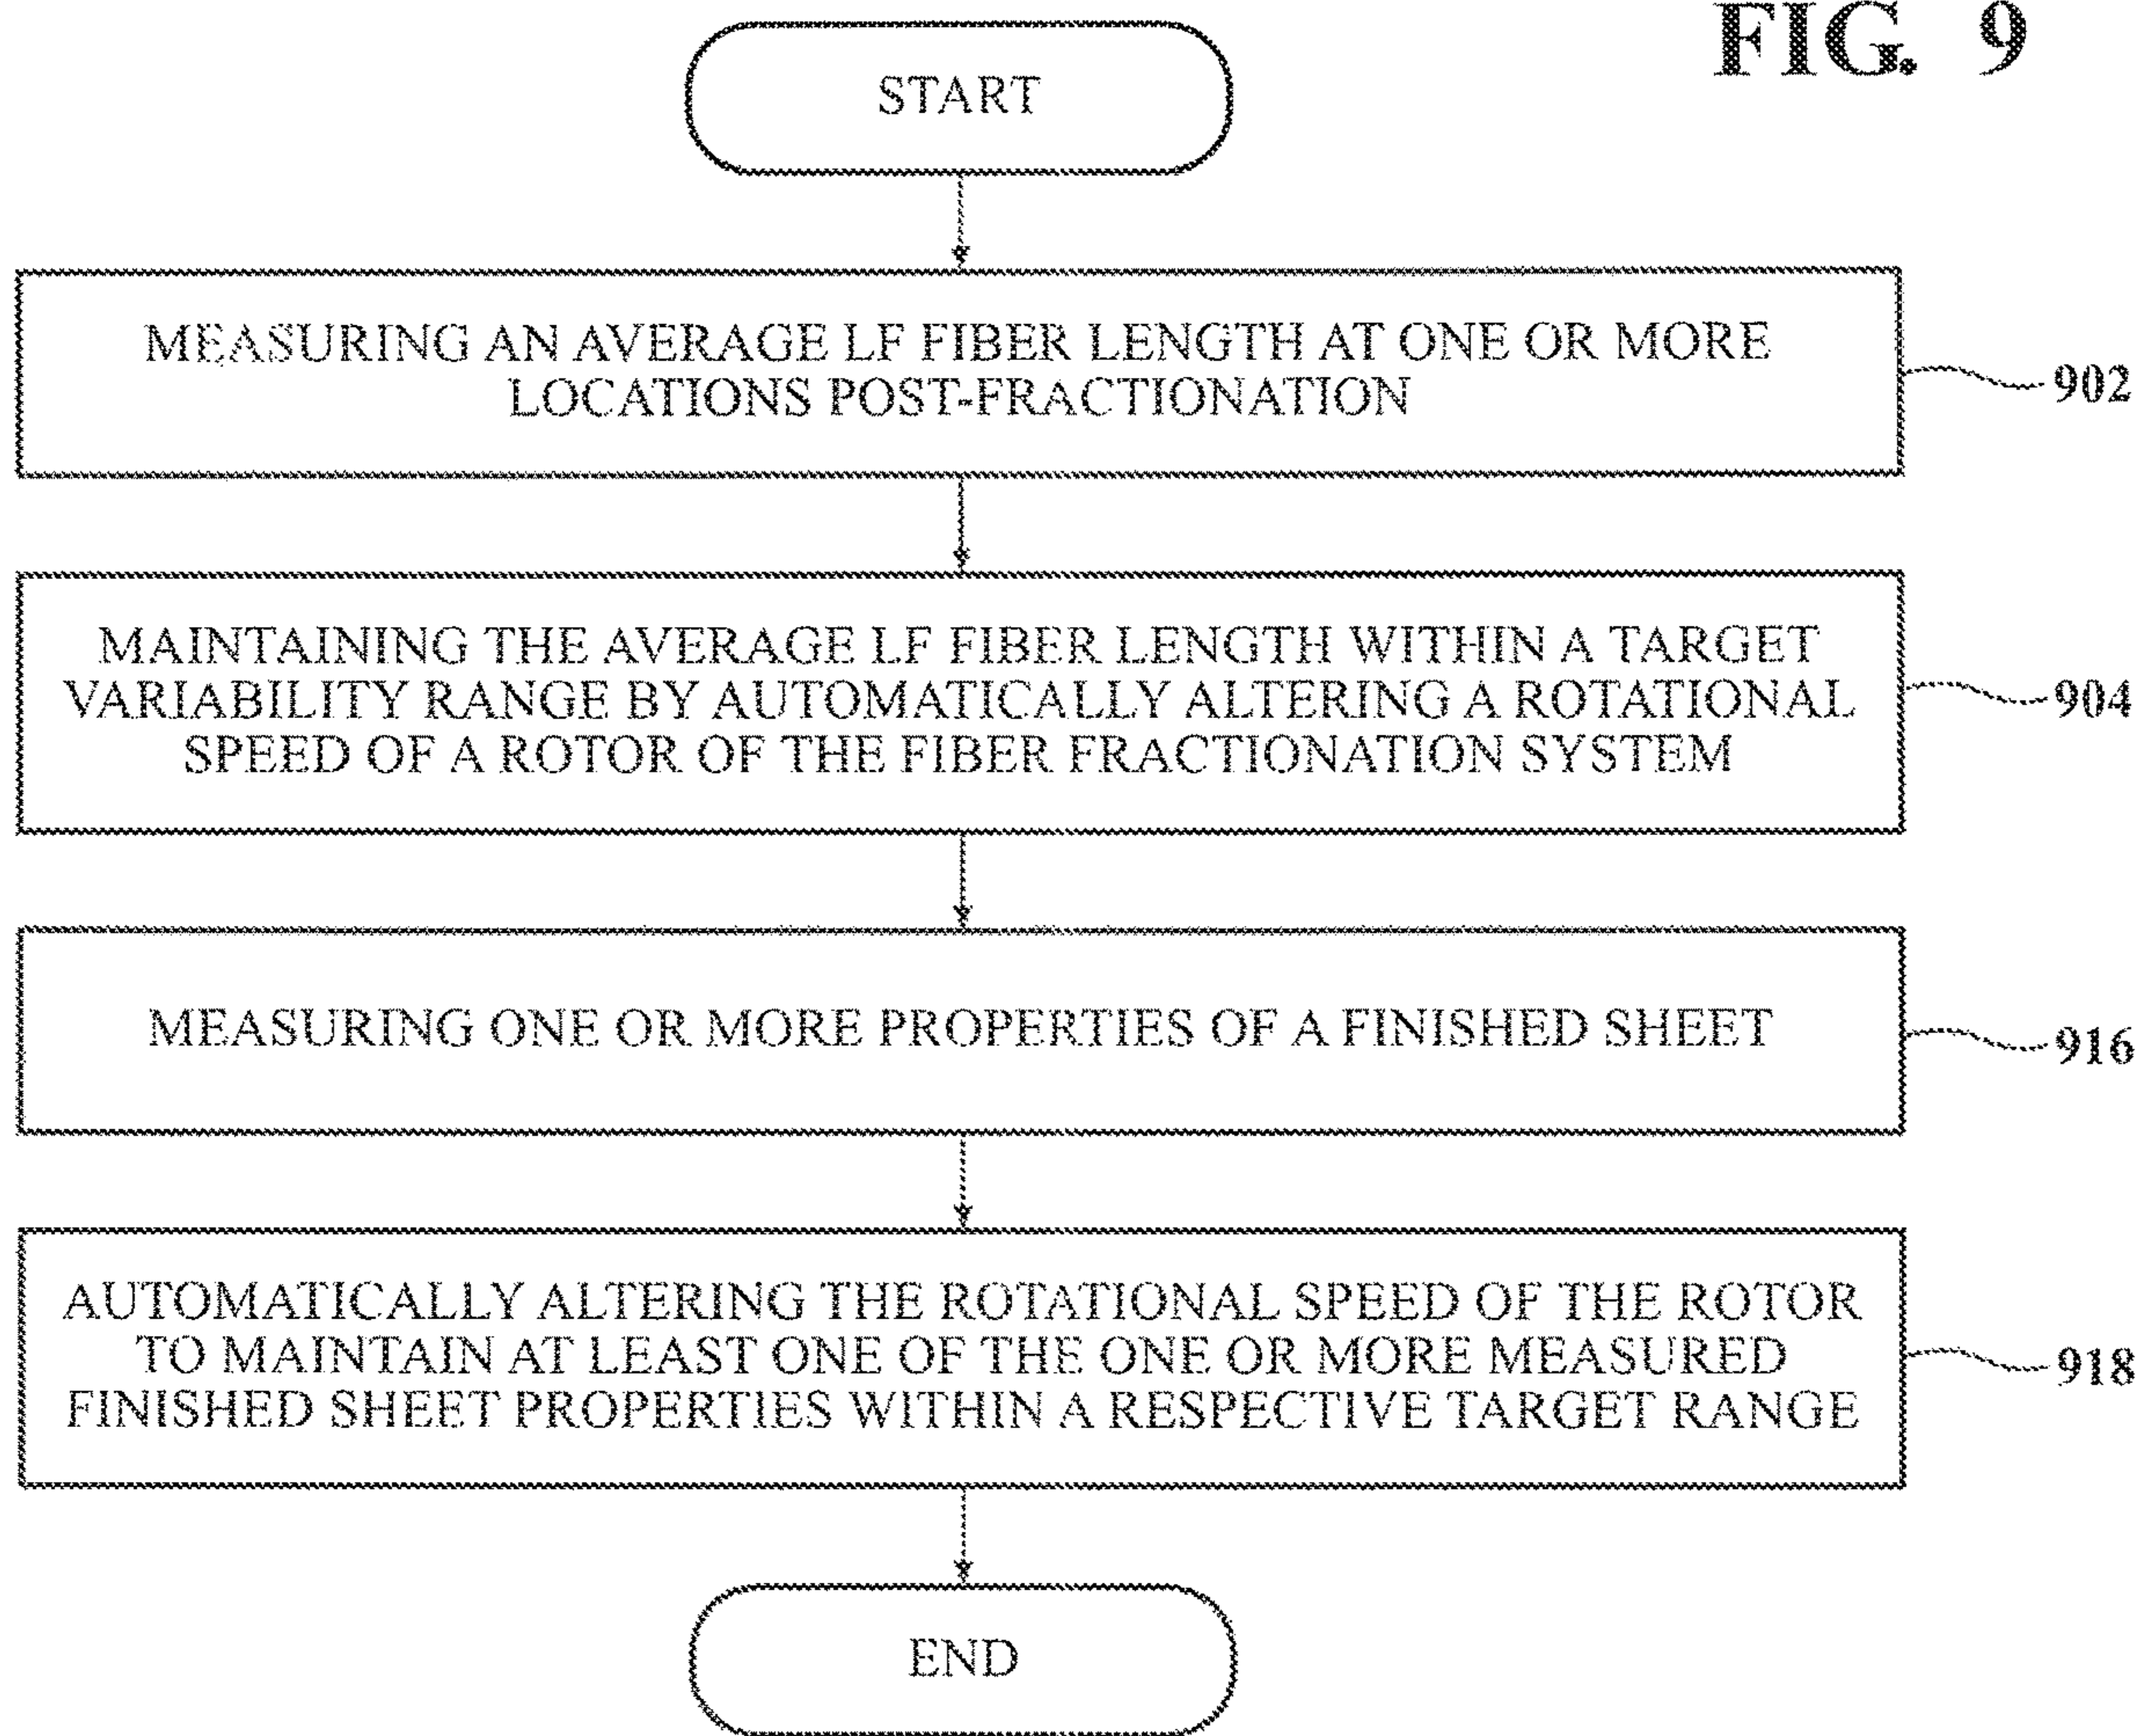 FIG. 9
START
MEASURING AN AVERAGE LF FIBER LENGTH AT ONE OR MORE
LOCATIONS POST-FRACTIONATION
902
MAINTAINING THE AVERAGE LF FIBER LENGTH WITHIN A TARGET
VARIABILITY RANGE BY AUTOMATICALLY ALTERING A ROTATIONAL
SPEED OF A ROTOR OF THE FIBER FRACTIONATION SYSTEM
904
MEASURING ONE OR MORE PROPERTIES OF A FINISHED SHEET
916
AUTOMATICALLY ALTERING THE ROTATIONAL SPEED OF THE ROTOR
TO MAINTAIN AT LEAST ONE OF THE ONE OR MORE MEASURED
FINISHED SHEET PROPERTIES WITHIN A RESPECTIVE TARGET RANGE
918
END